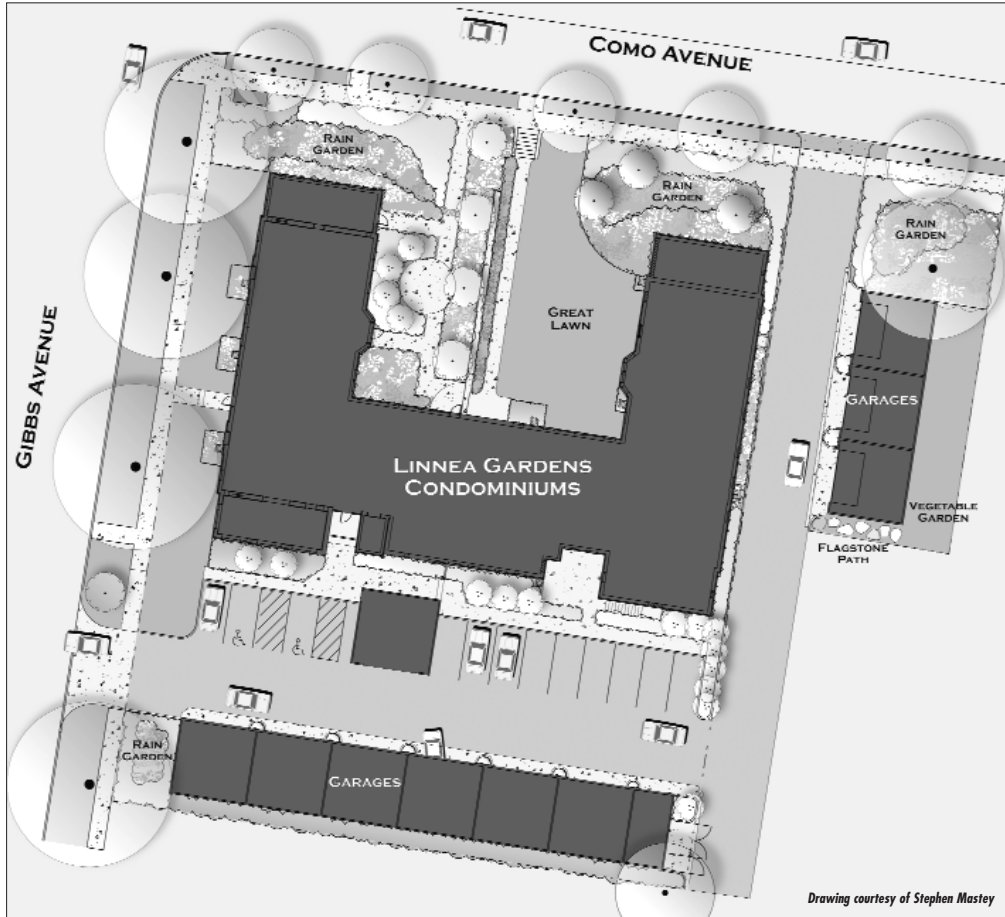 COMO AVENUE
RAIN
GARDEN
RAIN
GARDEN
RAIN
GARDEN
GREAT
LAWN
GIBBS AVENUE
GARAGES
LINNEA GARDENS
CONDOMINIUMS
VEGETABLE
GARDEN
FLAGSTONE
PATH
RAIN
GARDEN
GARAGES
Drawing courtesy of Stephen Mastey